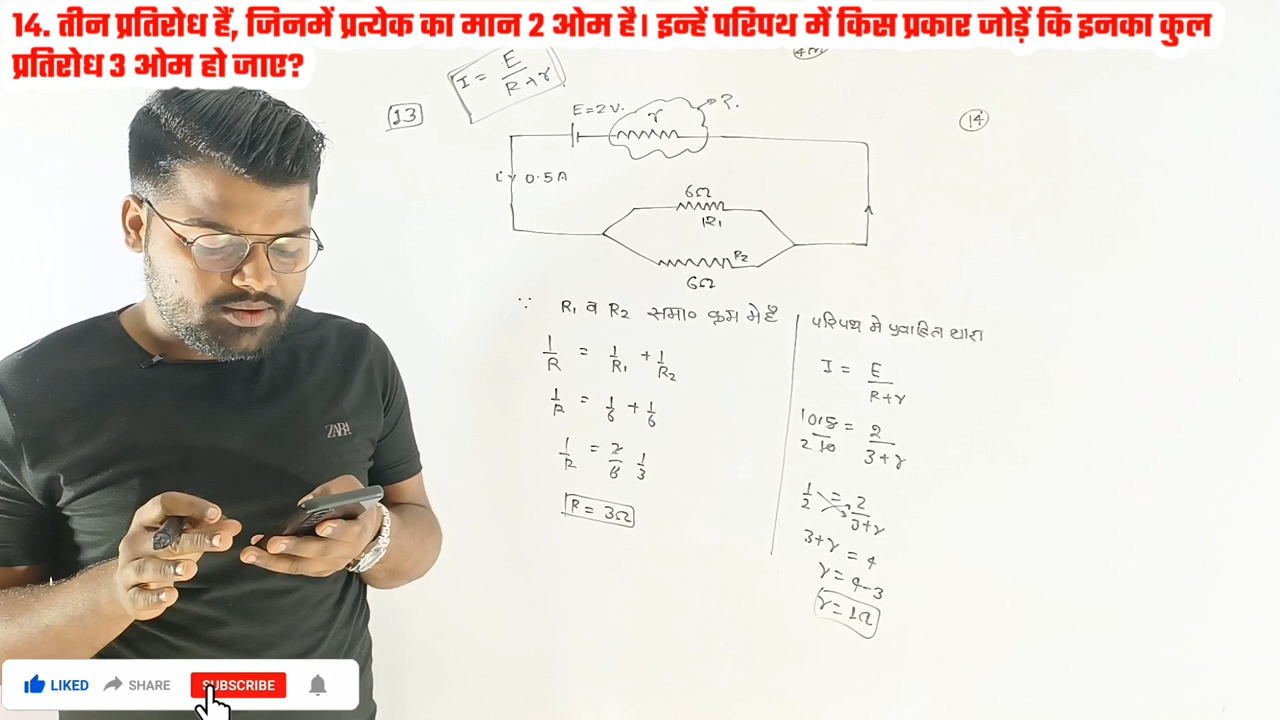 14. तीन प्रतिरोध हैं, जिनमें प्रत्येक का मान 2 ओम है। इन्हें परिपथ में किस प्रकार जोड़ें कि इनका कुल
प्रतिरोध 3 ओम हो जाए?
I = E / R+r
13
E=2V.
r
?.
14
i
0.5A
6Ω
R1
R2
6Ω
∵ R1 व R2 समा० क्रम मे हैं
1/R = 1/R1 + 1/R2
1/R = 1/6 + 1/6
1/R = 2/6 1/3
R = 3Ω
परिपथ मे प्रवाहित धारा
I = E / R+r
= 2 / 3+r
1/2 = 2 / 3+r
3+r = 4
r = 4-3
r = 1Ω
ZARA
LIKED
SHARE
SUBSCRIBE